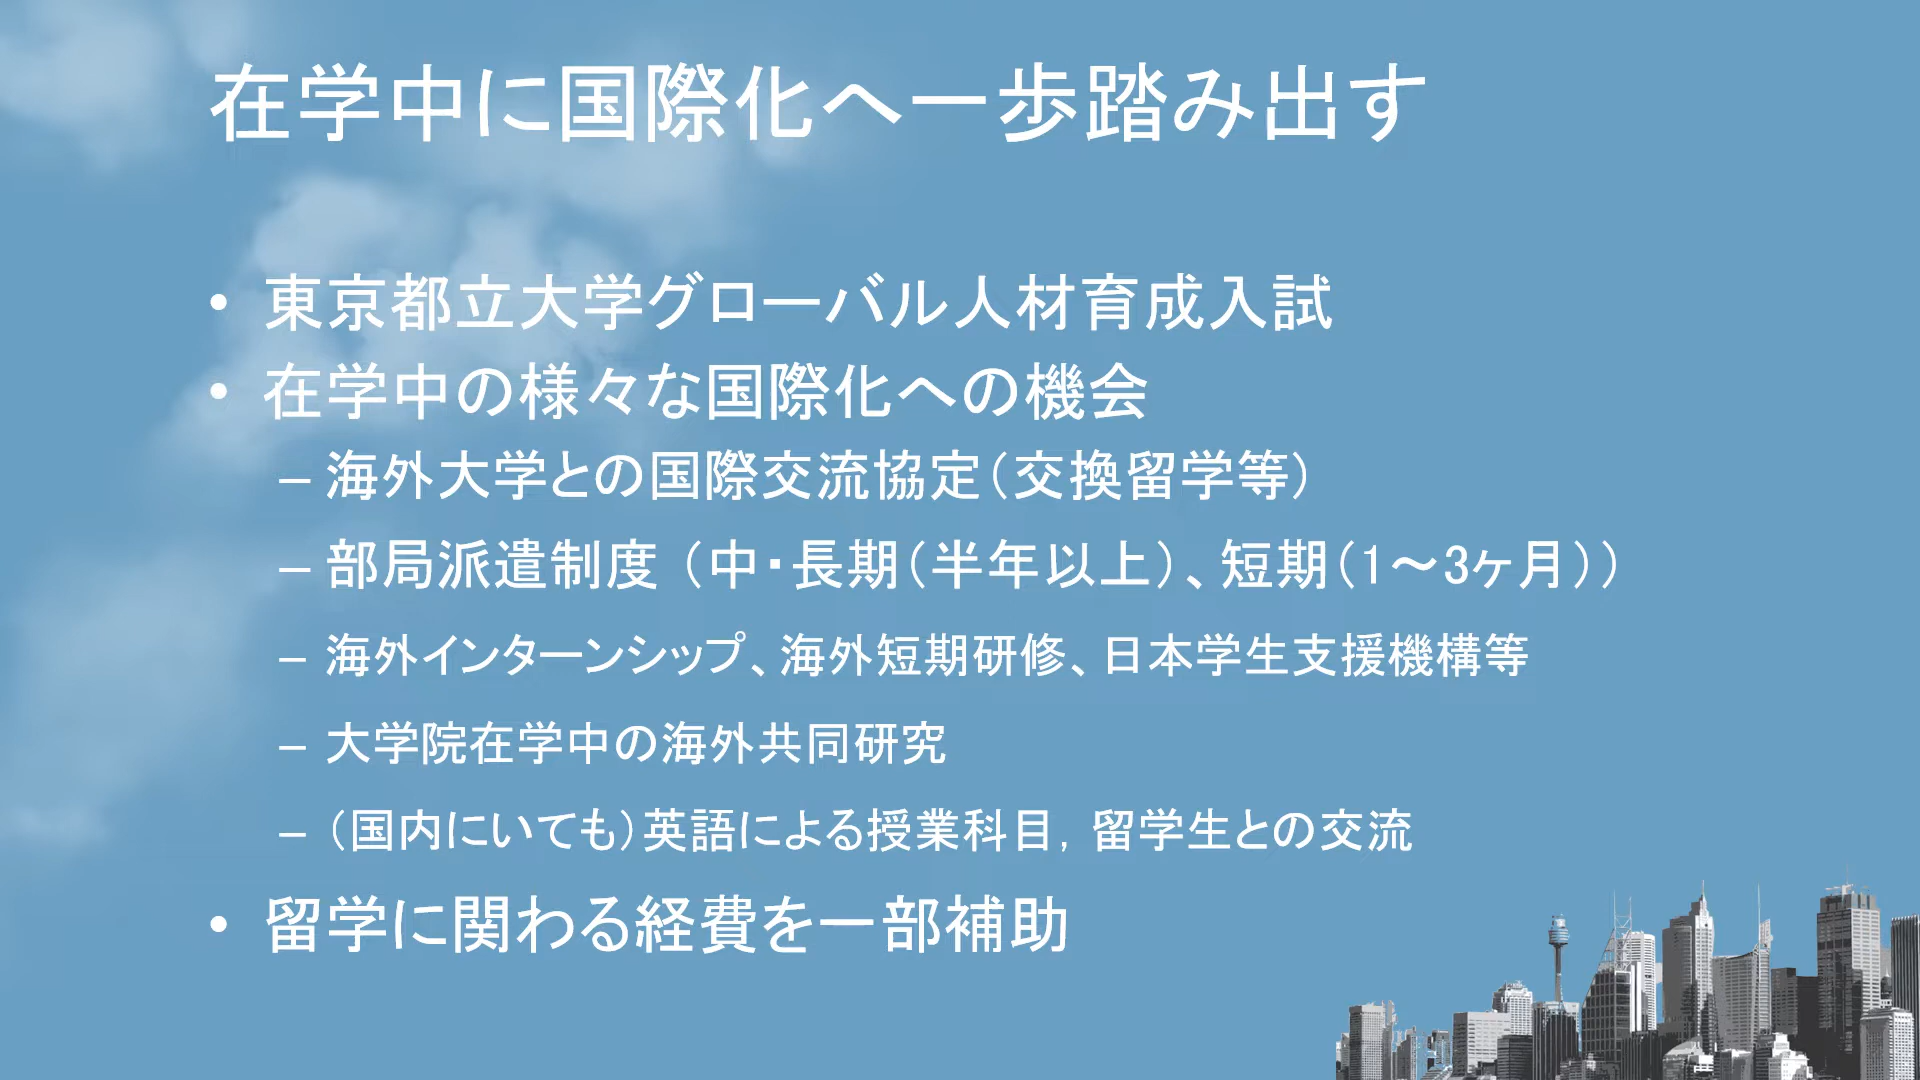 在学中に国際化へ一歩踏み出す
• 東京都立大学グローバル人材育成入試
• 在学中の様々な国際化への機会
– 海外大学との国際交流協定（交換留学等）
– 部局派遣制度 （中・長期（半年以上）、短期（1～3ヶ月））
– 海外インターンシップ、海外短期研修、日本学生支援機構等
– 大学院在学中の海外共同研究
– （国内にいても）英語による授業科目，留学生との交流
• 留学に関わる経費を一部補助